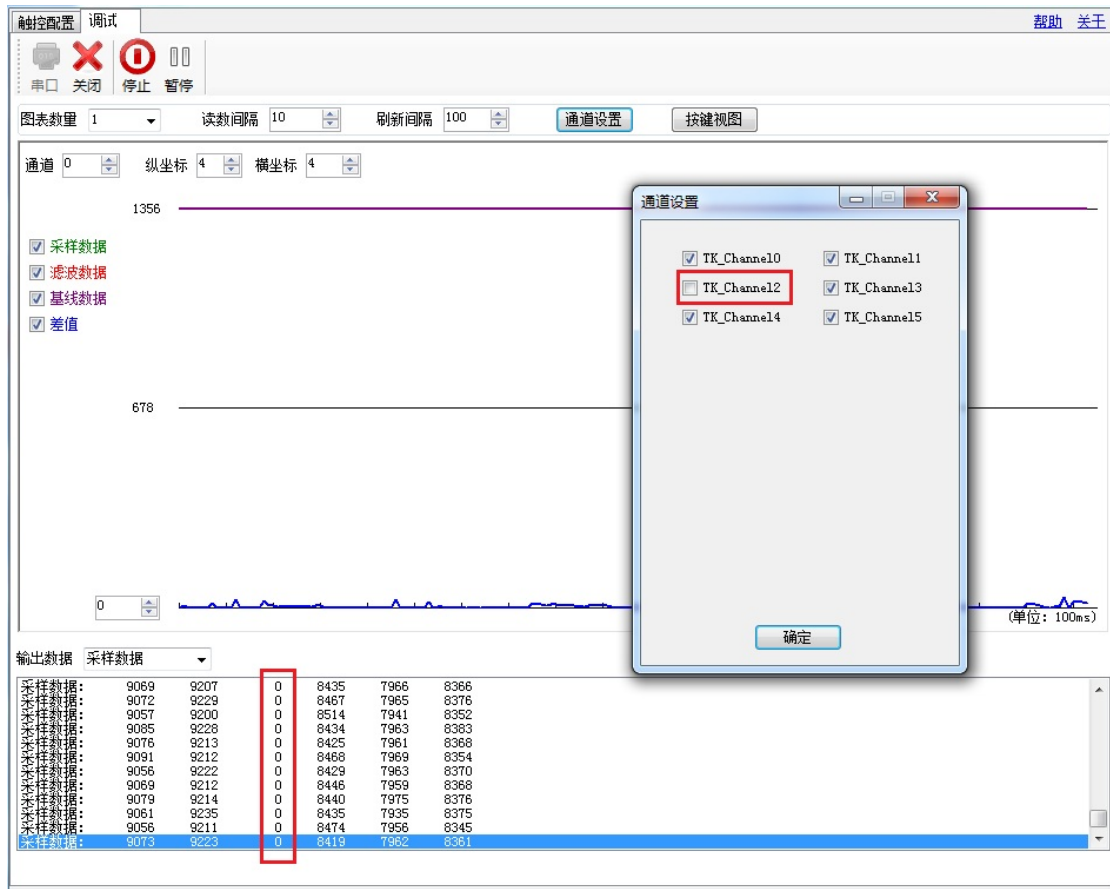 触控配置 调试 帮助 关于
串口 关闭 停止 暂停
图表数量 1 读数间隔 10 刷新间隔 100 通道设置 按键视图
通道 0 纵坐标 4 横坐标 4
1356
采样数据
滤波数据
基线数据
差值
678
0
(单位: 100ms)
通道设置
TK_Channel0 TK_Channel1
TK_Channel2 TK_Channel3
TK_Channel4 TK_Channel5
确定
输出数据 采样数据
采样数据: 9069 9207 0 8435 7966 8366
采样数据: 9072 9229 0 8467 7965 8376
采样数据: 9057 9200 0 8514 7941 8352
采样数据: 9085 9228 0 8434 7963 8383
采样数据: 9076 9213 0 8425 7961 8368
采样数据: 9091 9212 0 8468 7969 8354
采样数据: 9056 9222 0 8429 7963 8370
采样数据: 9069 9212 0 8446 7959 8368
采样数据: 9079 9214 0 8440 7975 8376
采样数据: 9061 9235 0 8435 7935 8375
采样数据: 9056 9211 0 8474 7956 8345
采样数据: 9073 9223 0 8419 7962 8361